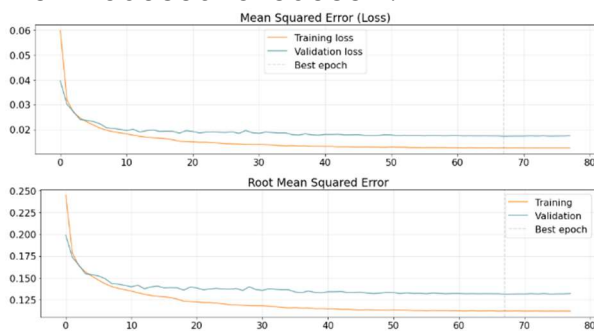 Mean Squared Error (Loss)
0.06
0.05
0.04
0.03
0.02
Training loss
Validation loss
Best epoch
0 10 20 30 40 50 60 70 80
Root Mean Squared Error
0.250
0.225
0.200
0.175
0.150
0.125
Training
Validation
Best epoch
0 10 20 30 40 50 60 70 80